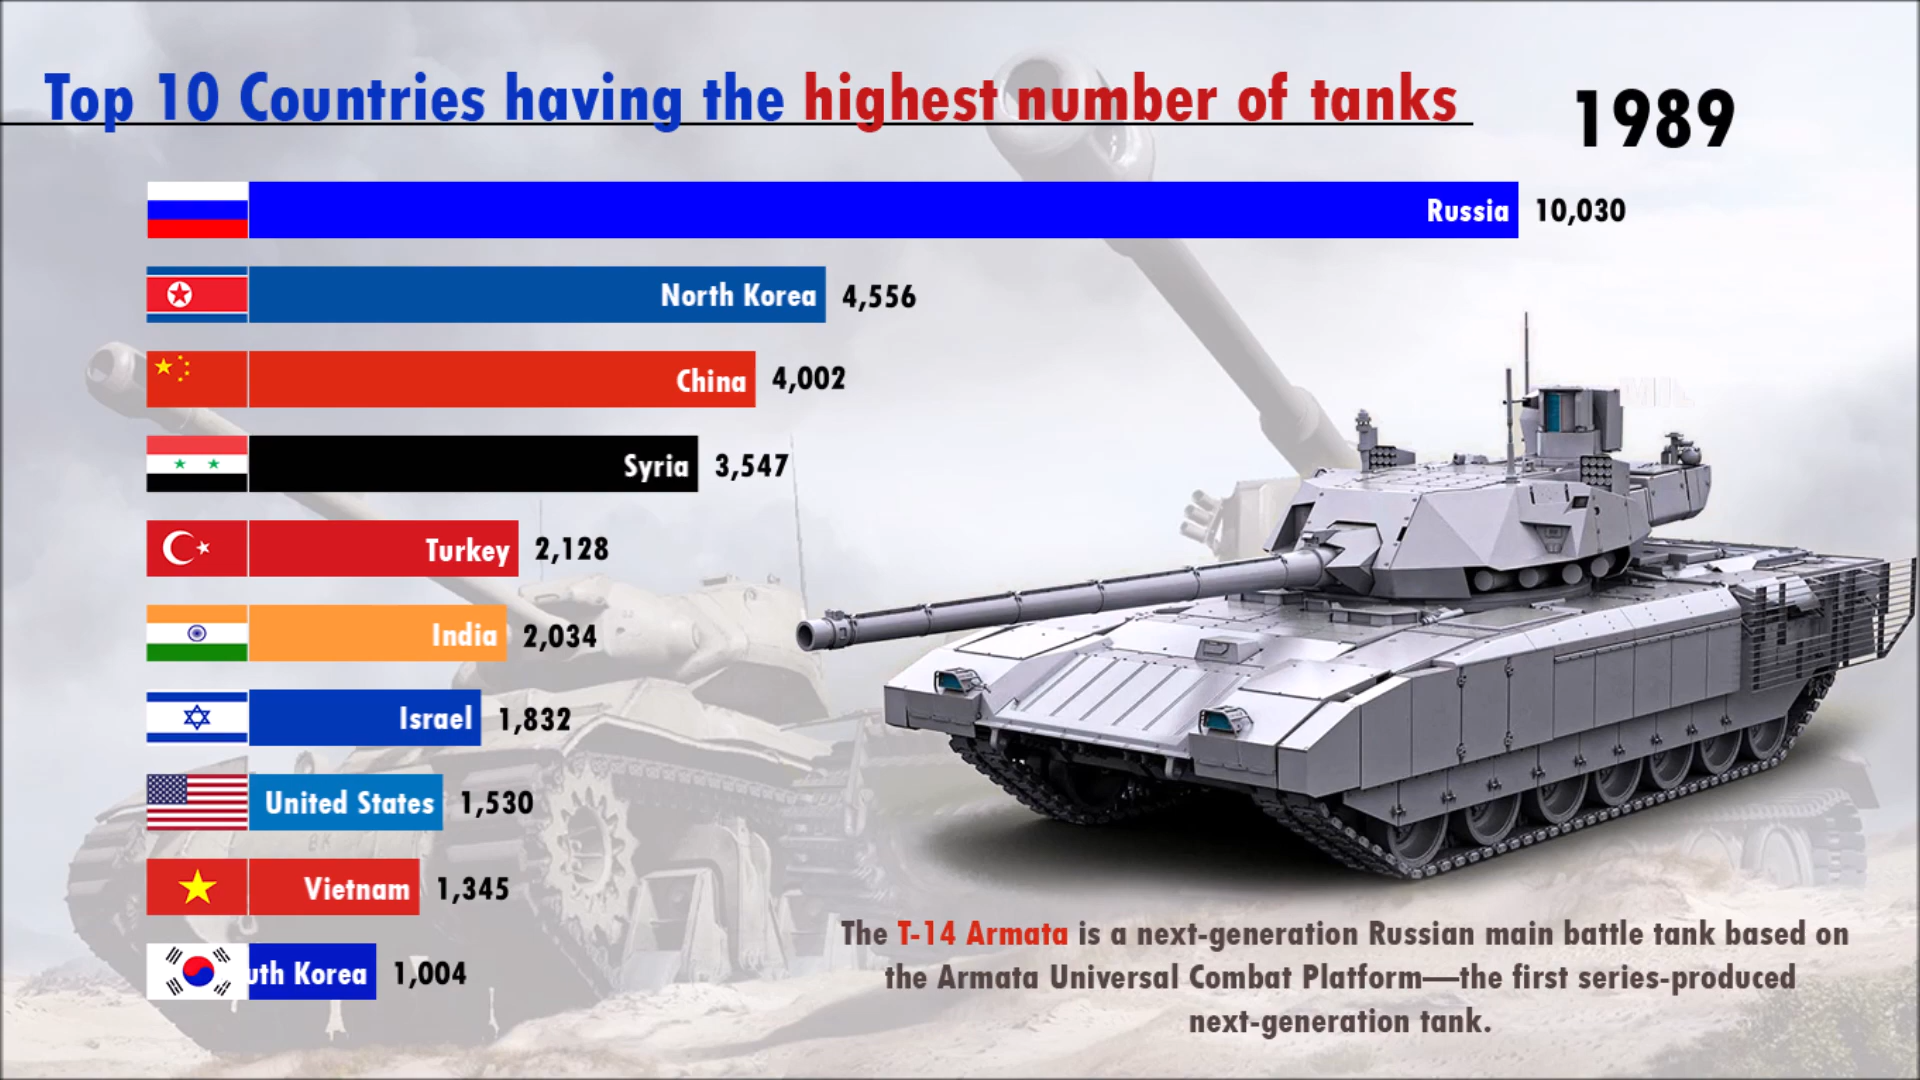 Top 10 Countries having the highest number of tanks
1989
Russia 10,030
North Korea 4,556
China 4,002
Syria 3,547
Turkey 2,128
India 2,034
Israel 1,832
United States 1,530
Vietnam 1,345
uth Korea 1,004
The T-14 Armata is a next-generation Russian main battle tank based on
the Armata Universal Combat Platform—the first series-produced
next-generation tank.